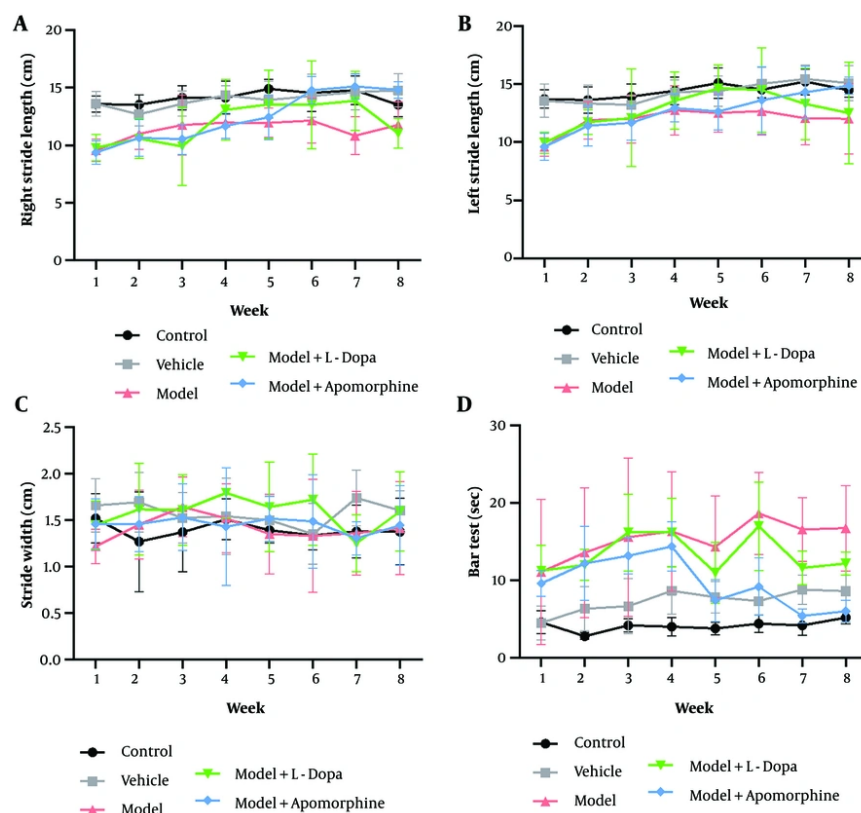 A
Right stride length (cm)
20
15
10
5
0
1 2 3 4 5 6 7 8
Week
Control
Vehicle
Model
Model + L - Dopa
Model + Apomorphine
B
Left stride length (cm)
20
15
10
5
0
1 2 3 4 5 6 7 8
Week
Control
Vehicle
Model
Model + L - Dopa
Model + Apomorphine
C
Stride width (cm)
2.5
2.0
1.5
1.0
0.5
0.0
1 2 3 4 5 6 7 8
Week
Control
Vehicle
Model
Model + L - Dopa
Model + Apomorphine
D
Bar test (sec)
30
20
10
0
1 2 3 4 5 6 7 8
Week
Control
Vehicle
Model
Model + L - Dopa
Model + Apomorphine